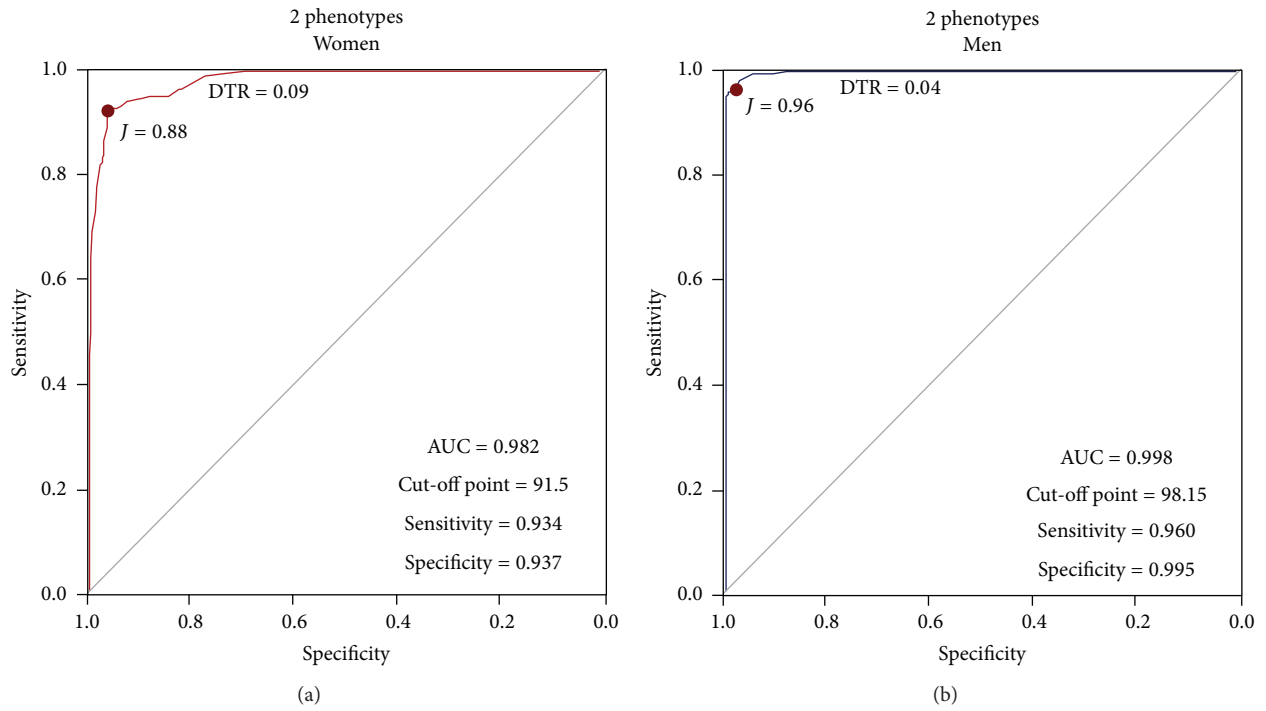 2 phenotypes
Women
1.0
0.8
0.6
0.4
0.2
0.0
Sensitivity
DTR = 0.09
J = 0.88
AUC = 0.982
Cut-off point = 91.5
Sensitivity = 0.934
Specificity = 0.937
1.0 0.8 0.6 0.4 0.2 0.0
Specificity
(a)
2 phenotypes
Men
1.0
0.8
0.6
0.4
0.2
0.0
Sensitivity
DTR = 0.04
J = 0.96
AUC = 0.998
Cut-off point = 98.15
Sensitivity = 0.960
Specificity = 0.995
1.0 0.8 0.6 0.4 0.2 0.0
Specificity
(b)